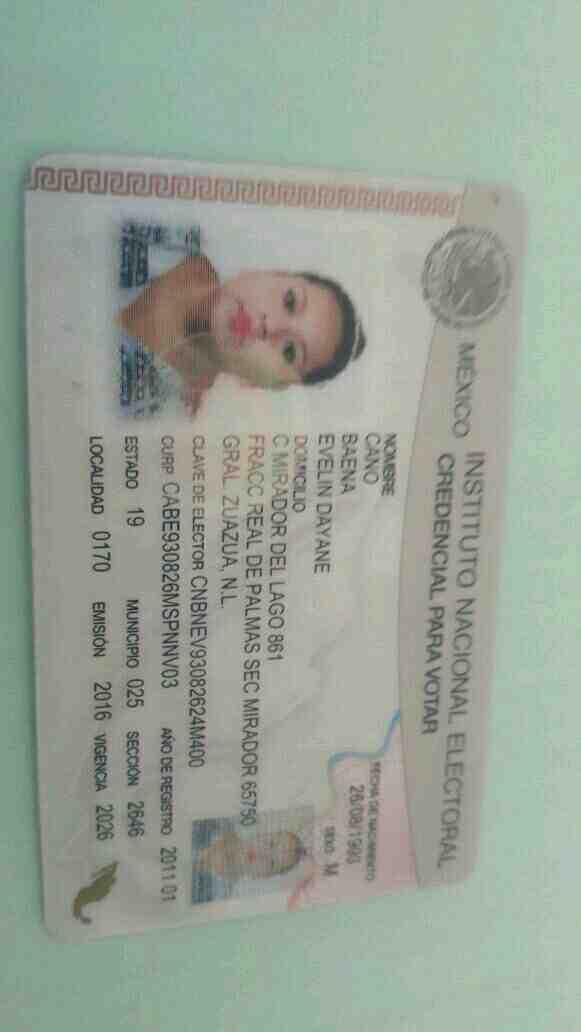 MÉXICO INSTITUTO NACIONAL ELECTORAL
CREDENCIAL PARA VOTAR
NOMBRE
CANO
BAENA
EVELIN DAYANE
FECHA DE NACIMIENTO
26/08/1993
SEXO M
DOMICILIO
C MIRADOR DEL LAGO 861
FRACC REAL DE PALMAS SEC MIRADOR 65750
GRAL. ZUAZUA, N.L.
CLAVE DE ELECTOR CNBNEV93082624M400
CURP CABE930826MSPNNV03 AÑO DE REGISTRO 2011 01
ESTADO 19 MUNICIPIO 025 SECCIÓN 2646
LOCALIDAD 0170 EMISIÓN 2016 VIGENCIA 2026